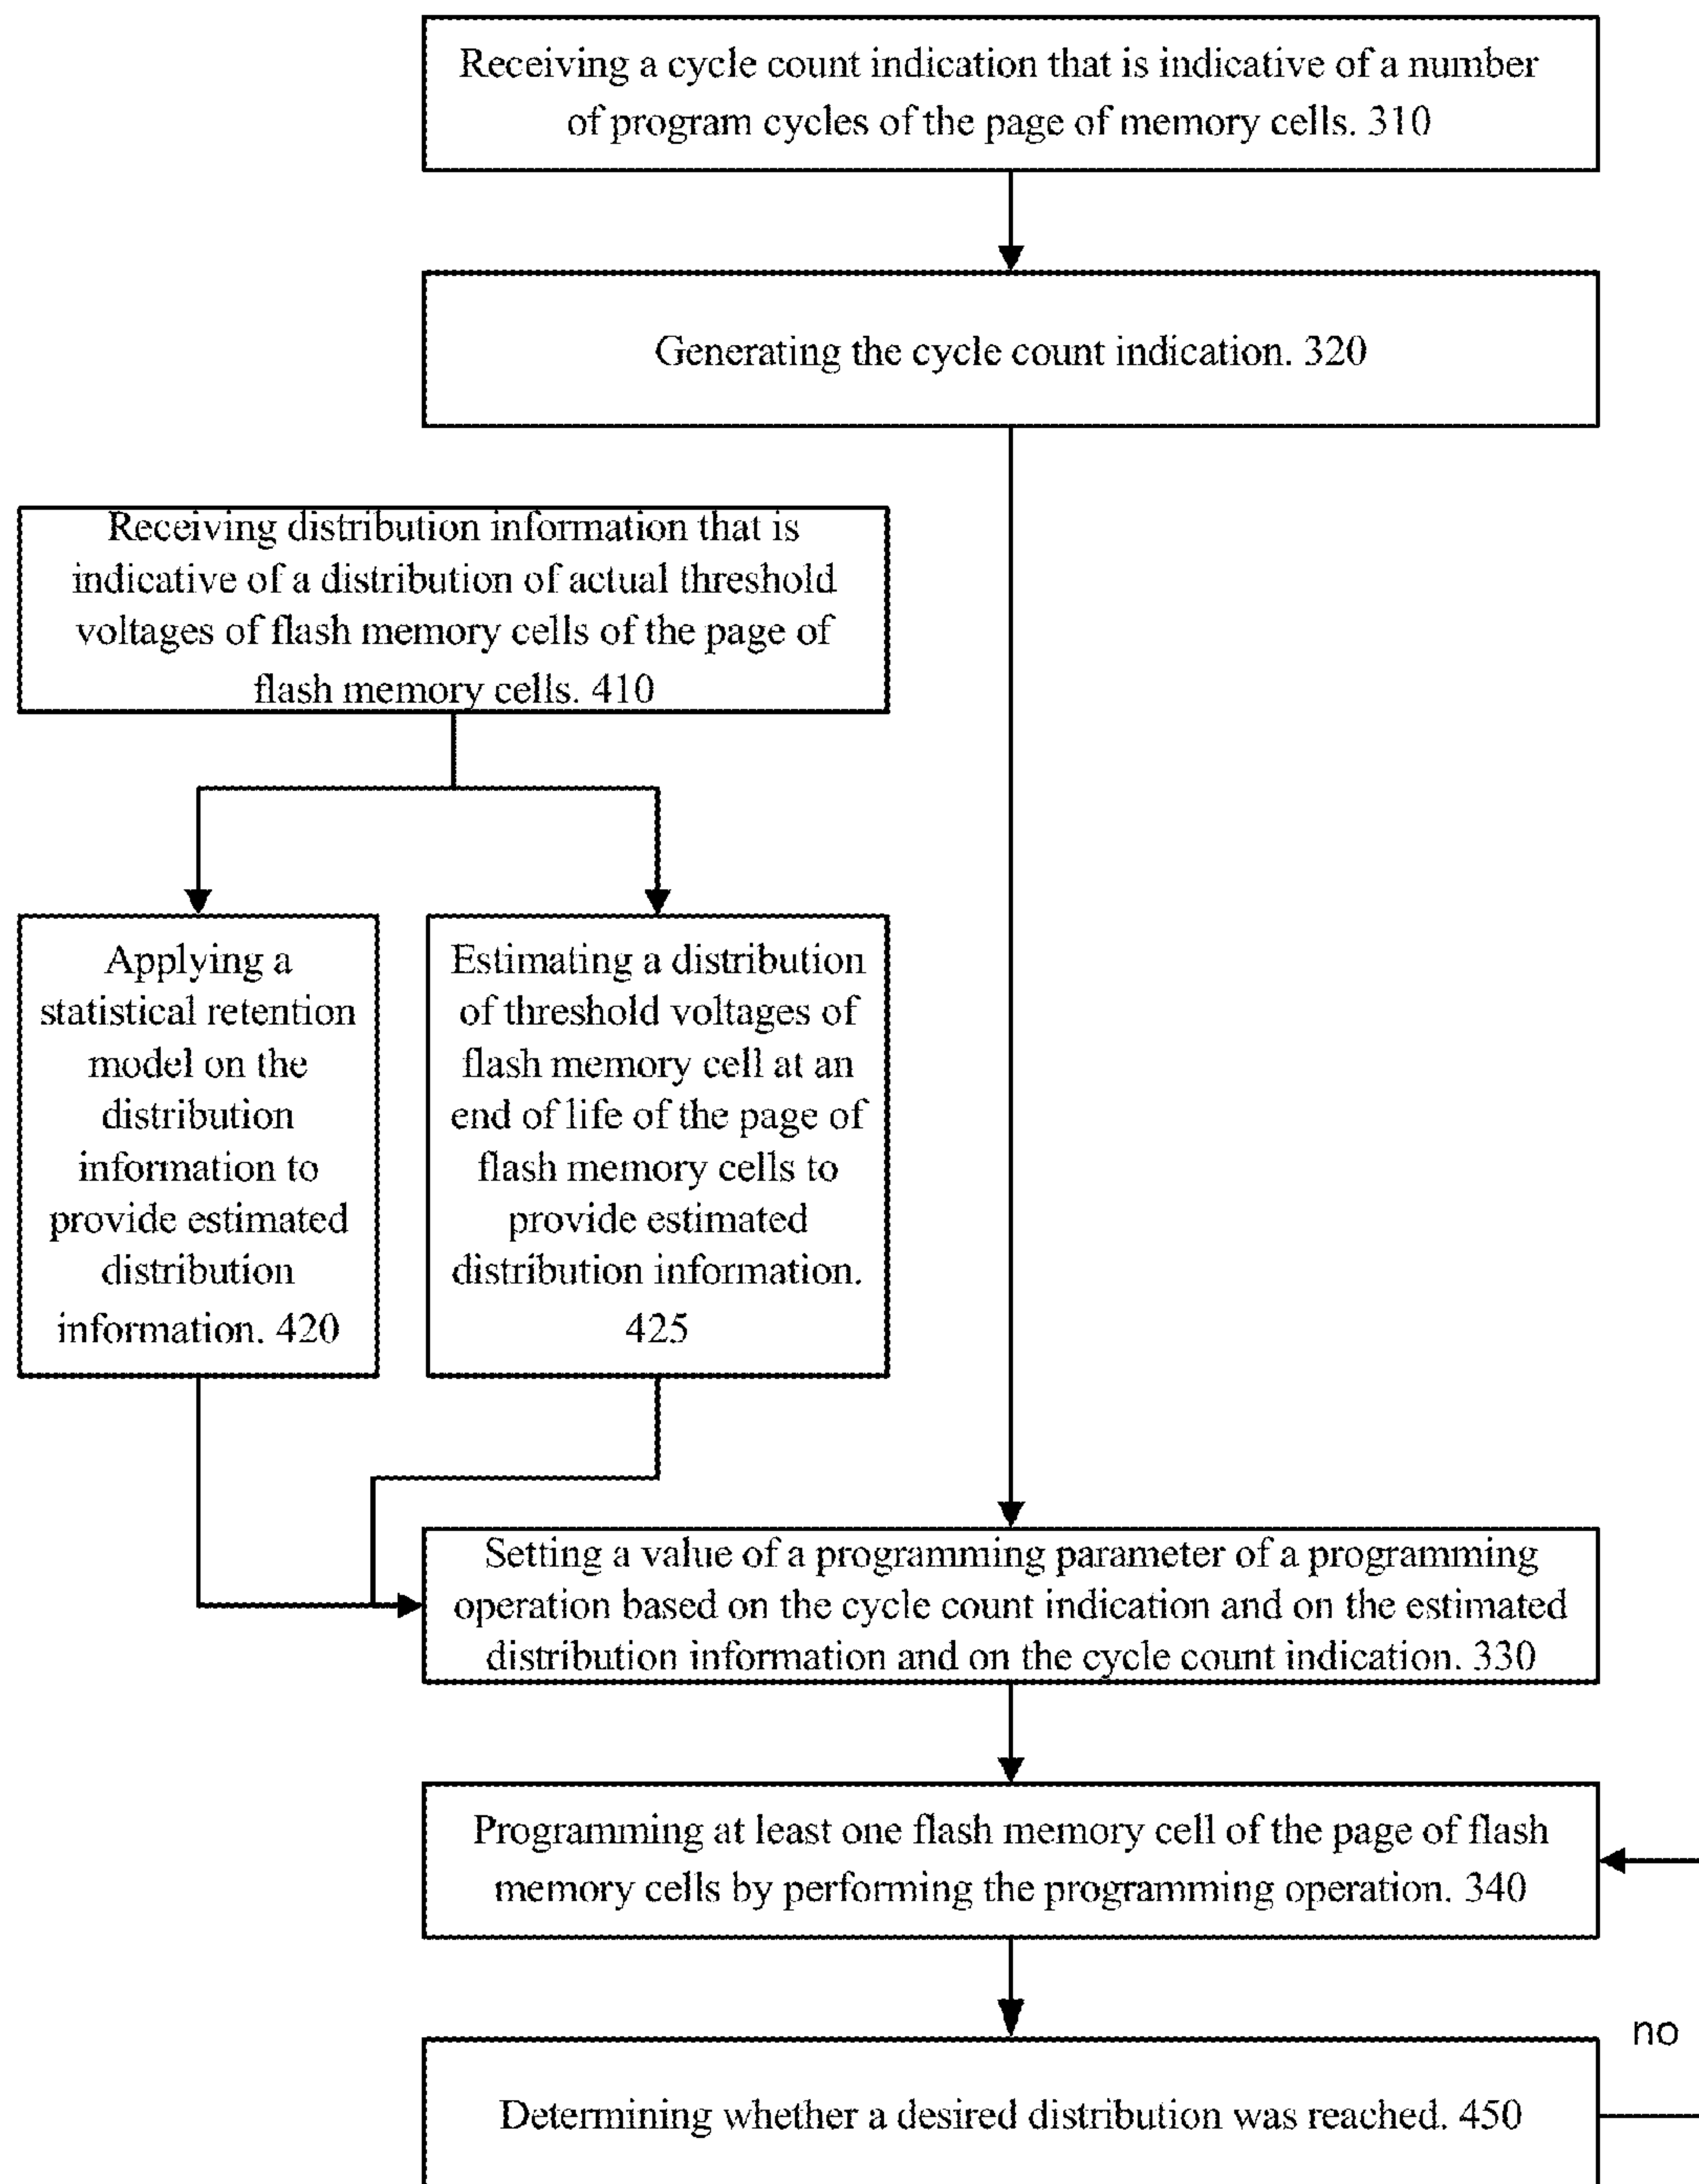 Receiving a cycle count indication that is indicative of a number
of program cycles of the page of memory cells. 310
Generating the cycle count indication. 320
Receiving distribution information that is
indicative of a distribution of actual threshold
voltages of flash memory cells of the page of
flash memory cells. 410
Applying a
statistical retention
model on the
distribution
information to
provide estimated
distribution
information. 420
Estimating a distribution
of threshold voltages of
flash memory cell at an
end of life of the page of
flash memory cells to
provide estimated
distribution information.
425
Setting a value of a programming parameter of a programming
operation based on the cycle count indication and on the estimated
distribution information and on the cycle count indication. 330
Programming at least one flash memory cell of the page of flash
memory cells by performing the programming operation. 340
no
Determining whether a desired distribution was reached. 450